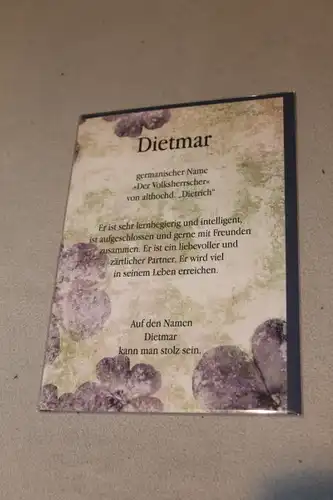 Dietmar
germanischer Name
»Der Volksherrscher«
von althochd. „Dietrich“
Er ist sehr lernbegierig und intelligent,
ist aufgeschlossen und gerne mit Freunden
zusammen. Er ist ein liebevoller und
zärtlicher Partner. Er wird viel
in seinem Leben erreichen.
Auf den Namen
Dietmar
kann man stolz sein.